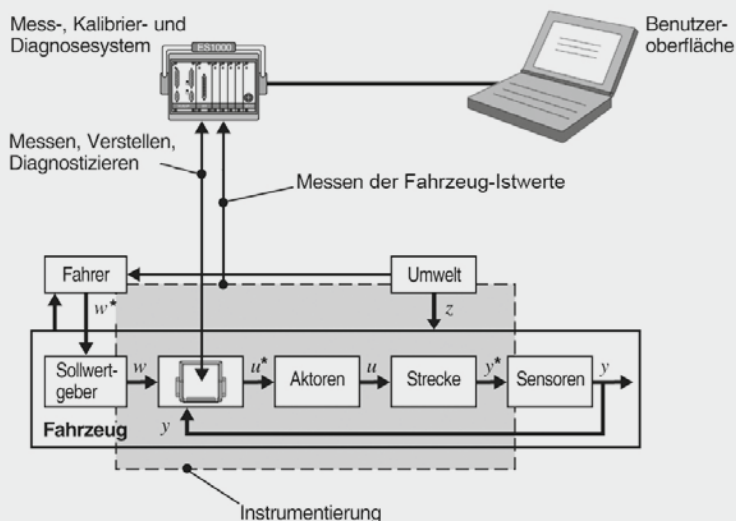 Mess-, Kalibrier- und
Diagnosesystem
ES1000
Benutzer-
oberfläche
Messen, Verstellen,
Diagnostizieren
Messen der Fahrzeug-Istwerte
Fahrer
Umwelt
w*
z
Sollwert-
geber
w
u*
Aktoren
u
Strecke
y*
Sensoren
y
y
Fahrzeug
Instrumentierung